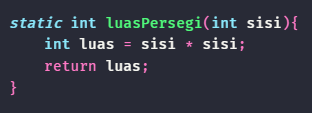 static int luasPersegi(int sisi){
    int luas = sisi * sisi;
    return luas;
}